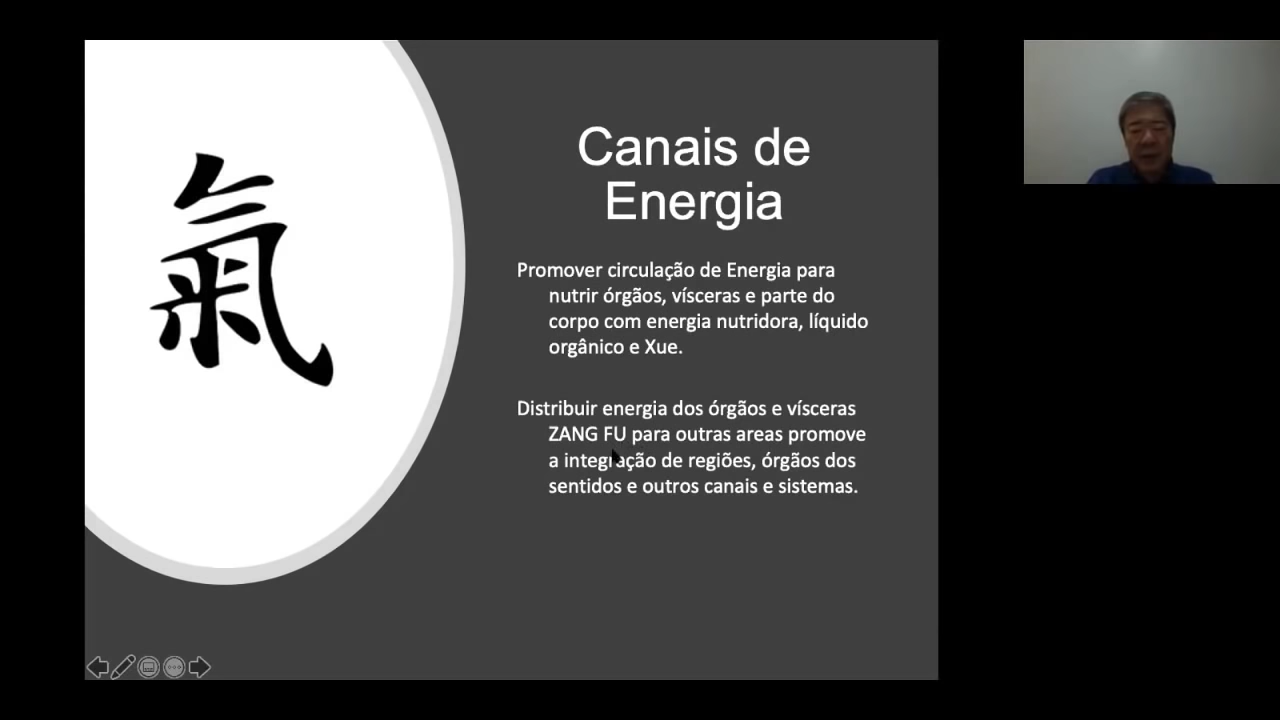 氣
Canais de
Energia
Promover circulação de Energia para
nutrir órgãos, vísceras e parte do
corpo com energia nutridora, líquido
orgânico e Xue.
Distribuir energia dos órgãos e vísceras
ZANG FU para outras areas promove
a integração de regiões, órgãos dos
sentidos e outros canais e sistemas.